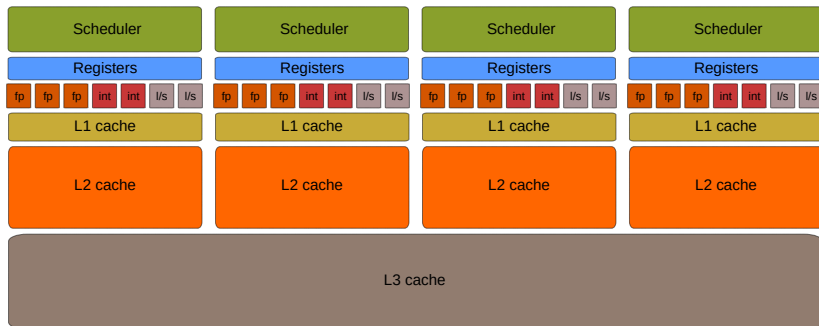 Scheduler Scheduler Scheduler Scheduler
Registers Registers Registers Registers
fp fp fp int int l/s l/s fp fp fp int int l/s l/s fp fp fp int int l/s l/s fp fp fp int int l/s l/s
L1 cache L1 cache L1 cache L1 cache
L2 cache L2 cache L2 cache L2 cache
L3 cache